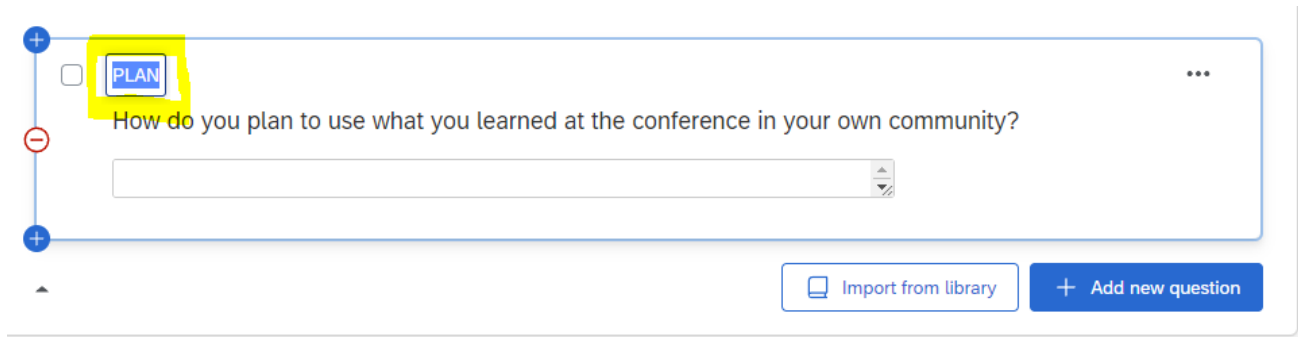 PLAN
How do you plan to use what you learned at the conference in your own community?
Import from library
Add new question